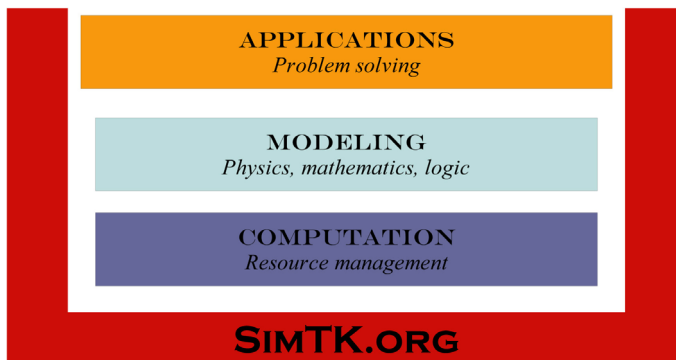 APPLICATIONS
Problem solving
MODELING
Physics, mathematics, logic
COMPUTATION
Resource management
SimTK.org